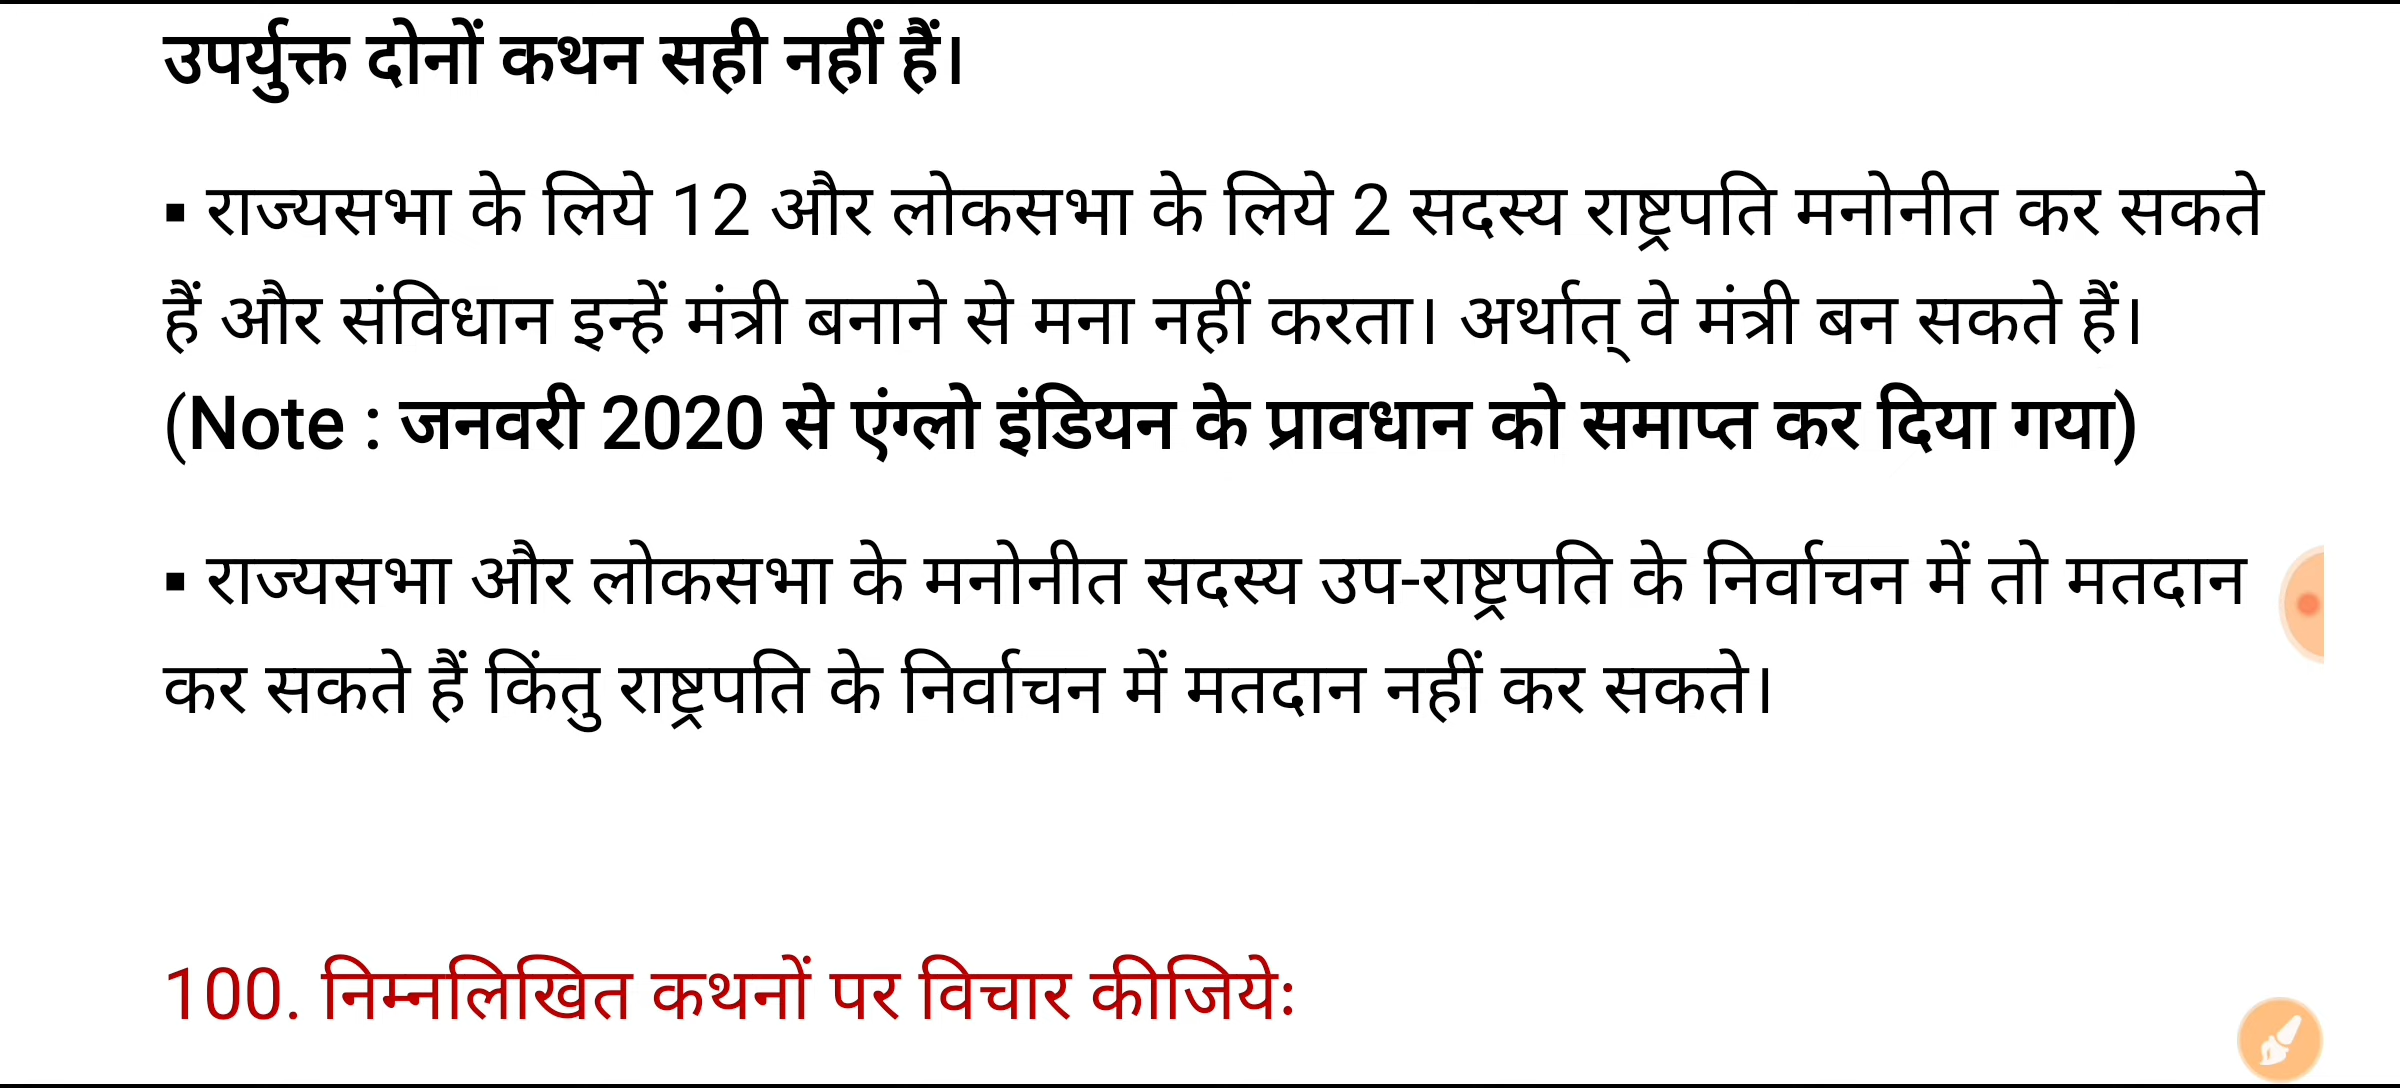 उपर्युक्त दोनों कथन सही नहीं हैं।
▪ राज्यसभा के लिये 12 और लोकसभा के लिये 2 सदस्य राष्ट्रपति मनोनीत कर सकते
हैं और संविधान इन्हें मंत्री बनाने से मना नहीं करता। अर्थात् वे मंत्री बन सकते हैं।
(Note : जनवरी 2020 से एंग्लो इंडियन के प्रावधान को समाप्त कर दिया गया)
▪ राज्यसभा और लोकसभा के मनोनीत सदस्य उप-राष्ट्रपति के निर्वाचन में तो मतदान
कर सकते हैं किंतु राष्ट्रपति के निर्वाचन में मतदान नहीं कर सकते।
100. निम्नलिखित कथनों पर विचार कीजियेः